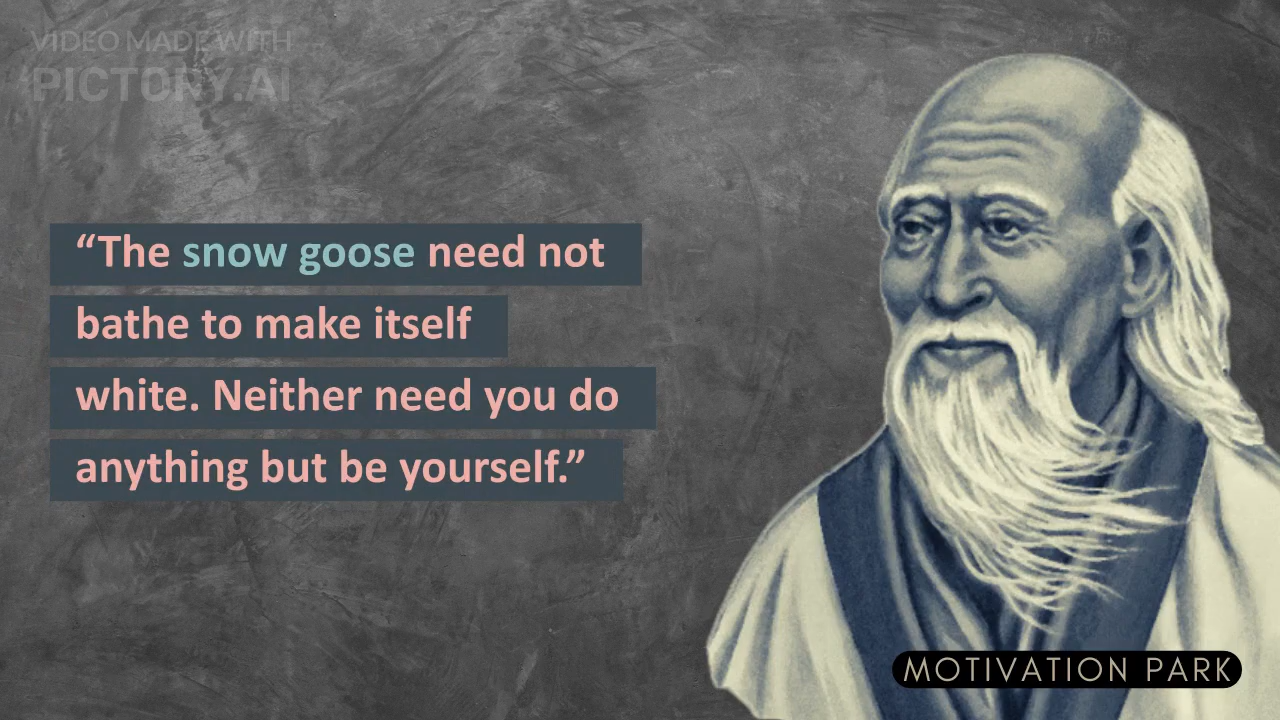 VIDEO MADE WITH
PICTORY.AI
“The snow goose need not
bathe to make itself
white. Neither need you do
anything but be yourself.”
MOTIVATION PARK